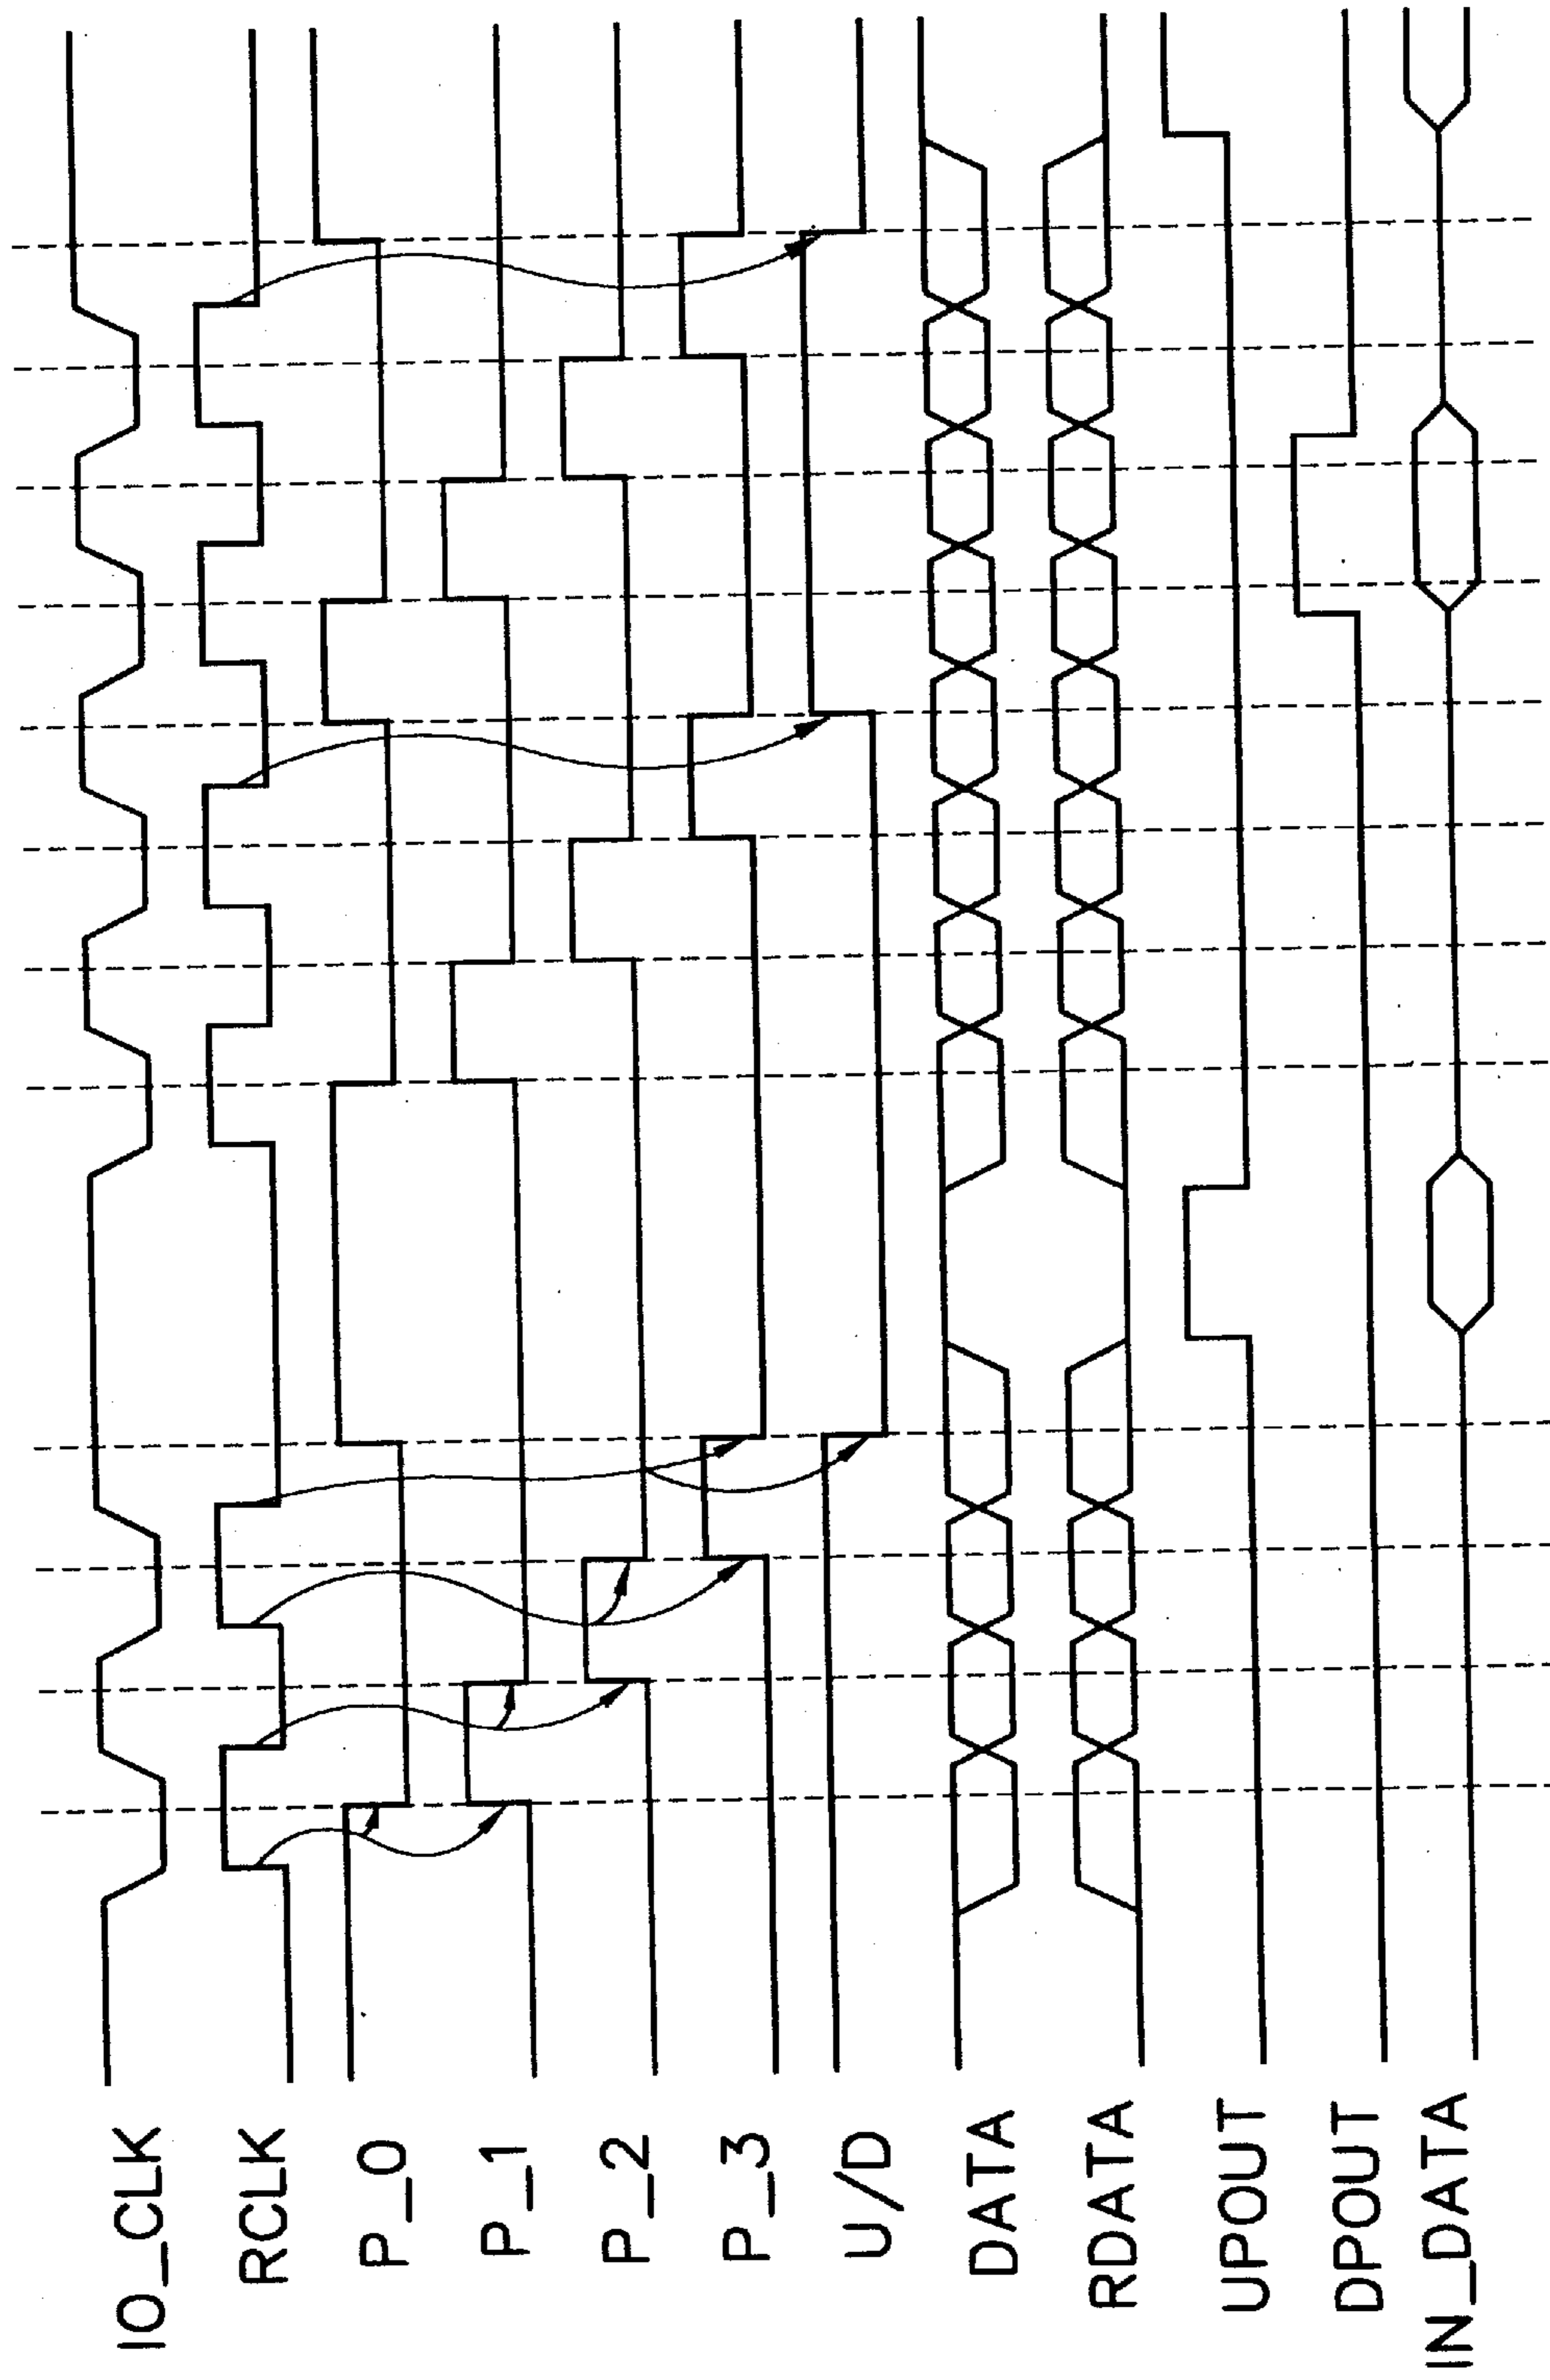 IO_CLK
RCLK
P_0
P_1
P_2
P_3
U/D
DATA
RDATA
UPOUT
DPOUT
IN_DATA